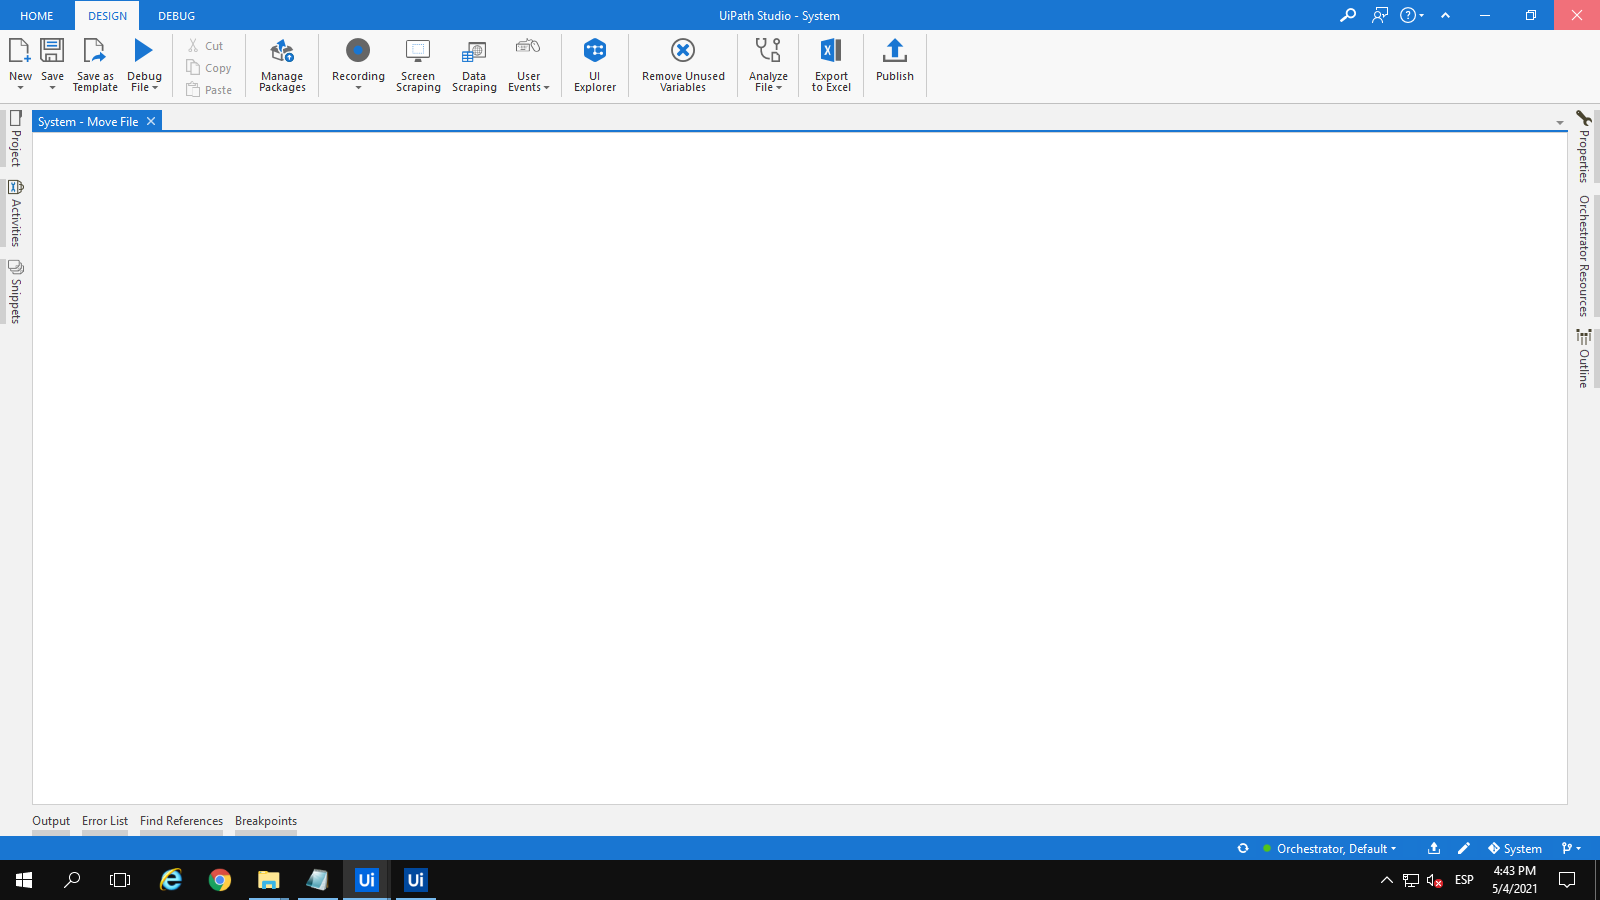 HOME DESIGN DEBUG UiPath Studio - System
New Save Save as Template Debug File Cut Copy Paste Manage Packages Recording Screen Scraping Data Scraping User Events UI Explorer Remove Unused Variables Analyze File Export to Excel Publish
System - Move File
Project
Activities
Snippets
Properties
Orchestrator Resources
Outline
Output Error List Find References Breakpoints
Orchestrator, Default System
Ui Ui ESP 4:43 PM
5/4/2021